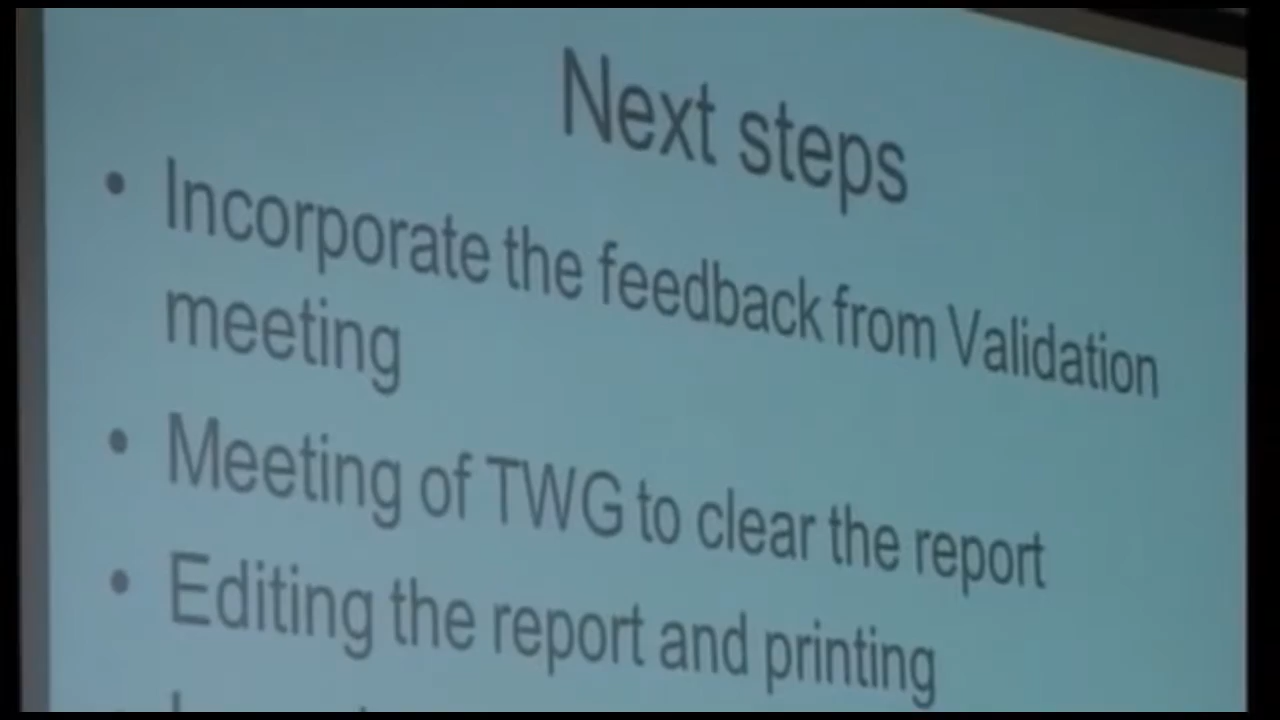 Next steps
• Incorporate the feedback from Validation
meeting
• Meeting of TWG to clear the report
• Editing the report and printing